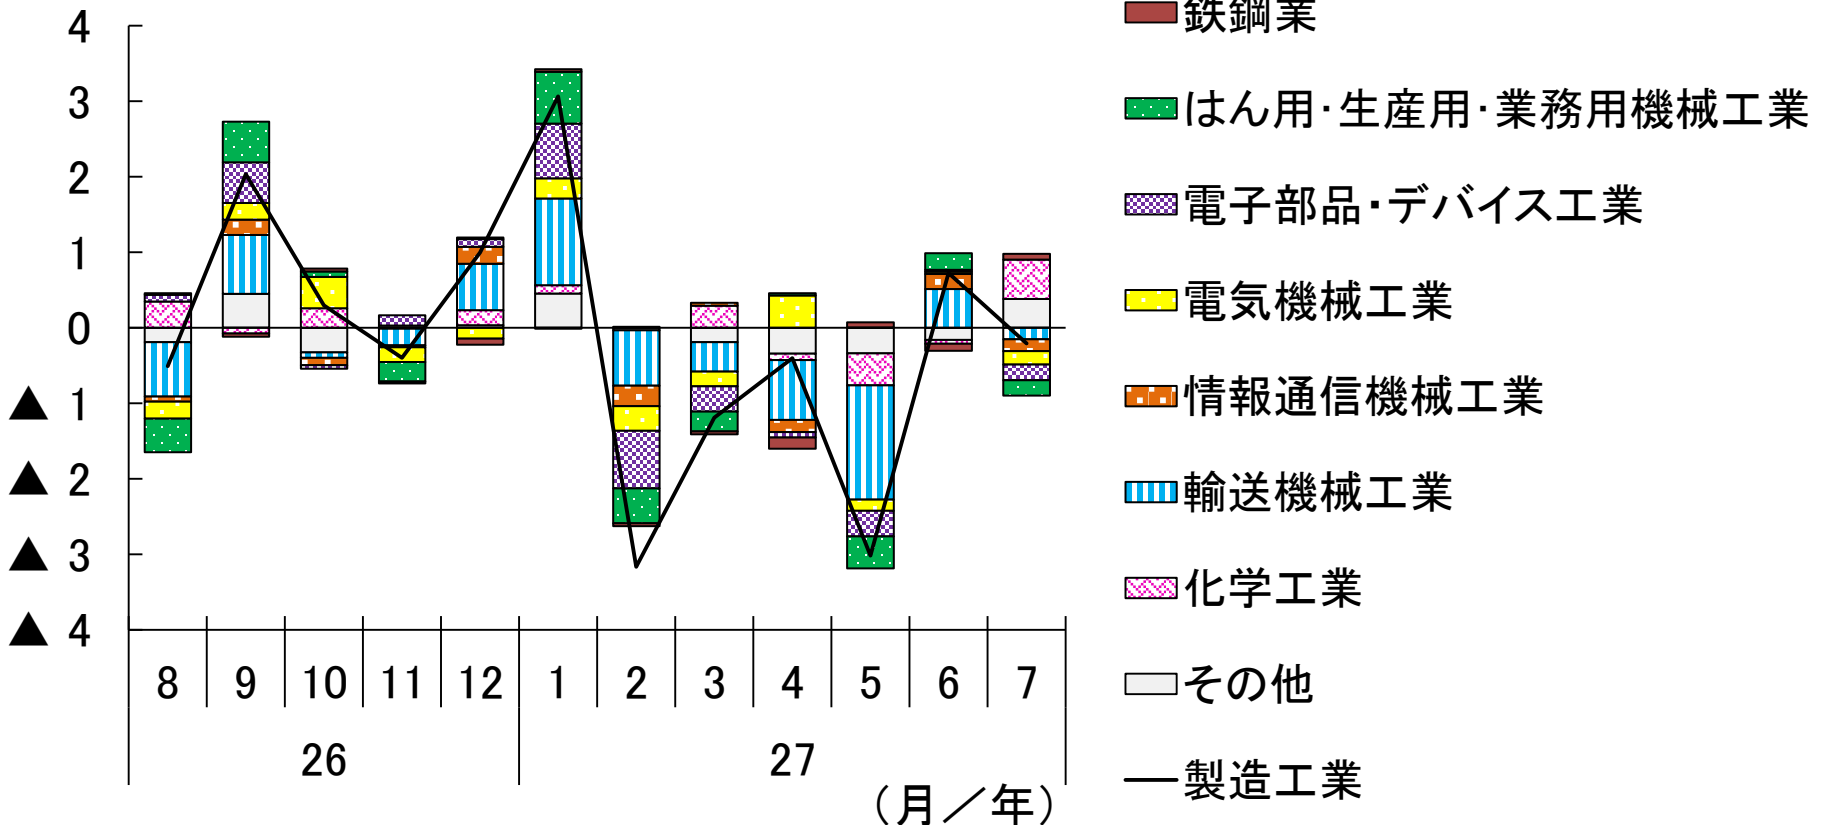 4
3
2
1
0
▲ 1
▲ 2
▲ 3
▲ 4
8 9 10 11 12 1 2 3 4 5 6 7
26 27
（月／年）
鉄鋼業
はん用･生産用･業務用機械工業
電子部品・デバイス工業
電気機械工業
情報通信機械工業
輸送機械工業
化学工業
その他
製造工業